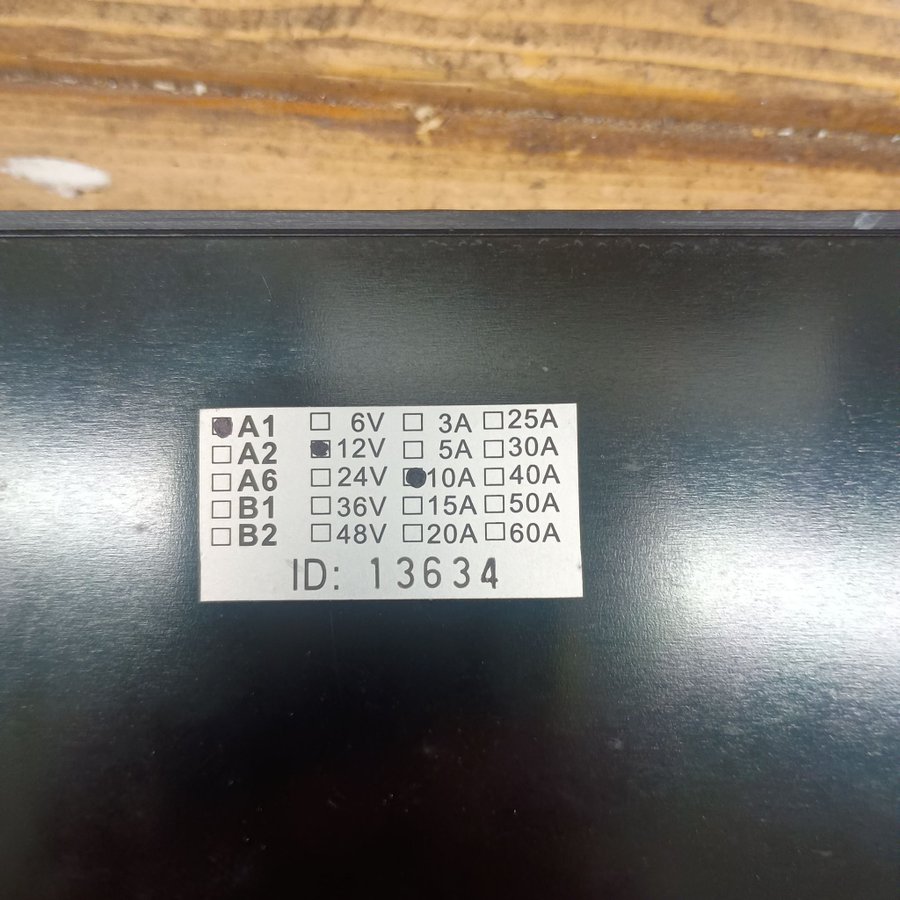 A1 6V 3A 25A
A2 12V 5A 30A
A6 24V 10A 40A
B1 36V 15A 50A
B2 48V 20A 60A
ID: 13634